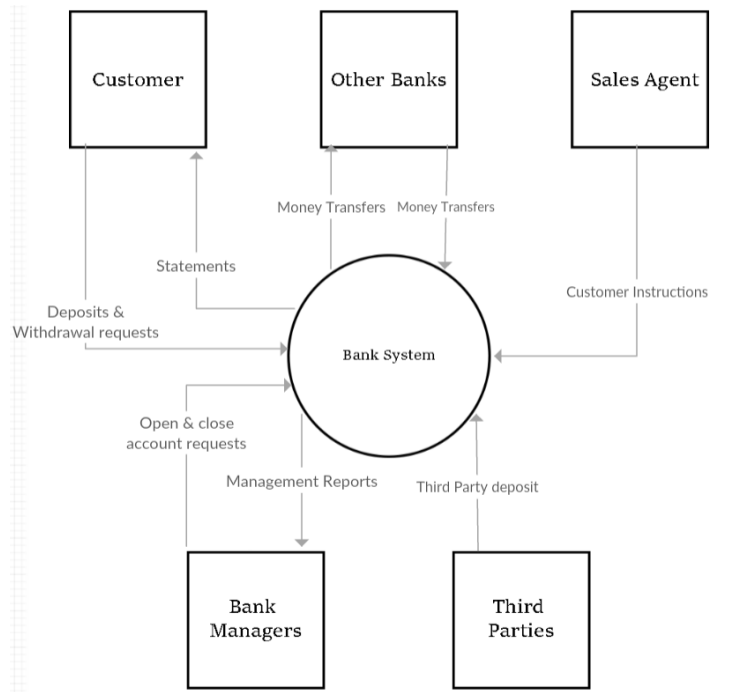 Customer
Other Banks
Sales Agent
Money Transfers
Money Transfers
Statements
Customer Instructions
Deposits &
Withdrawal requests
Bank System
Open & close
account requests
Management Reports
Third Party deposit
Bank
Managers
Third
Parties